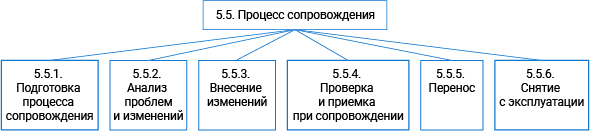 5.5. Процесс сопровождения
5.5.1.
Подготовка
процесса
сопровождения
5.5.2.
Анализ
проблем
и изменений
5.5.3.
Внесение
изменений
5.5.4.
Проверка
и приемка
при сопровождении
5.5.5.
Перенос
5.5.6.
Снятие
с эксплуатации